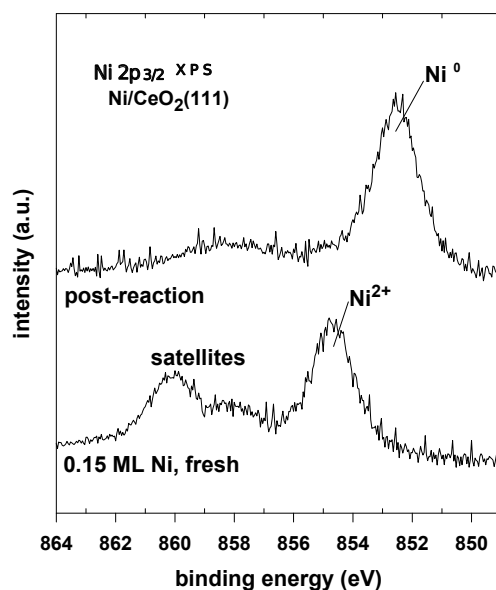 Ni 2p3/2 XPS
Ni/CeO2(111)
Ni 0
intensity (a.u.)
post-reaction
Ni2+
satellites
0.15 ML Ni, fresh
864 862 860 858 856 854 852 850
binding energy (eV)